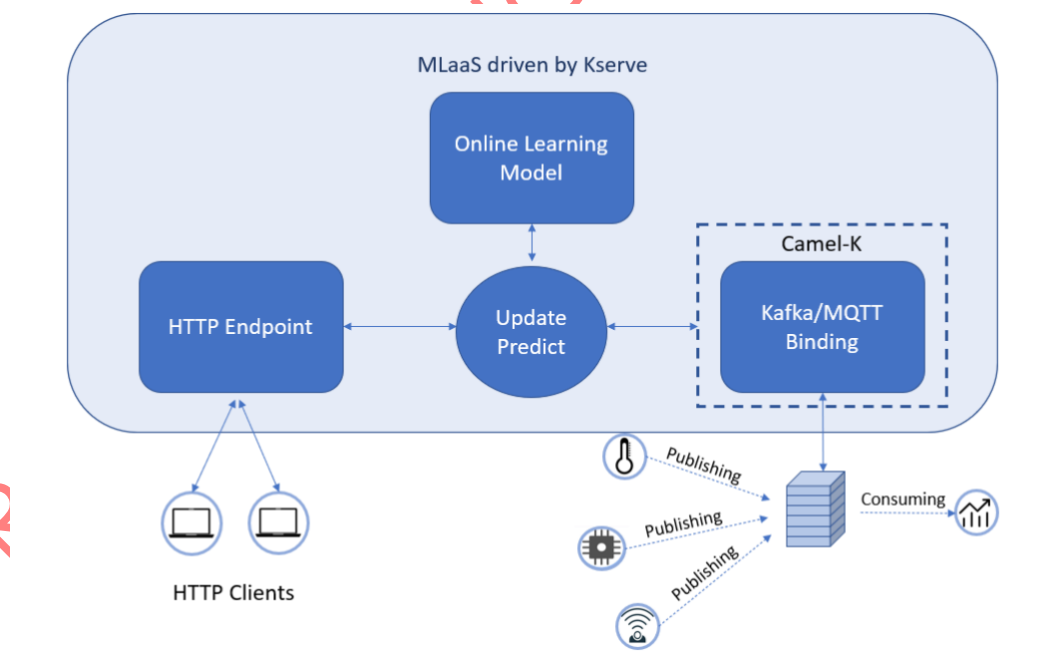 MLaaS driven by Kserve
Online Learning
Model
Camel-K
HTTP Endpoint
Update
Predict
Kafka/MQTT
Binding
Publishing
Publishing
Publishing
Consuming
HTTP Clients